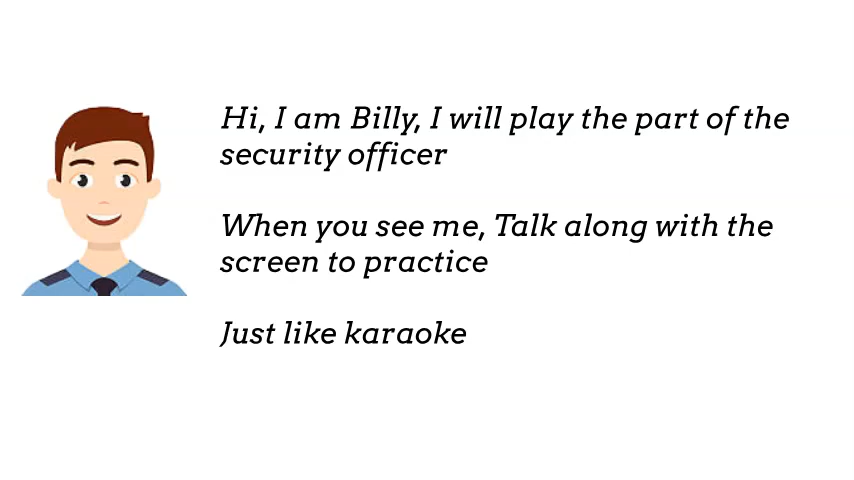 Hi, I am Billy, I will play the part of the
security officer
When you see me, Talk along with the
screen to practice
Just like karaoke